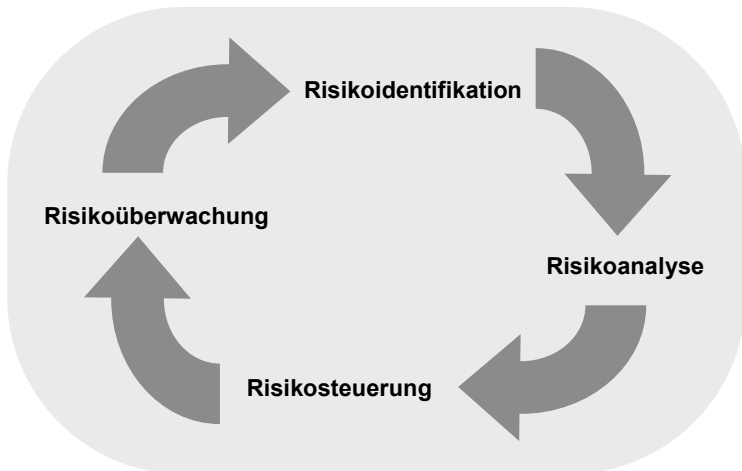 Risikoidentifikation
Risikoüberwachung
Risikoanalyse
Risikosteuerung